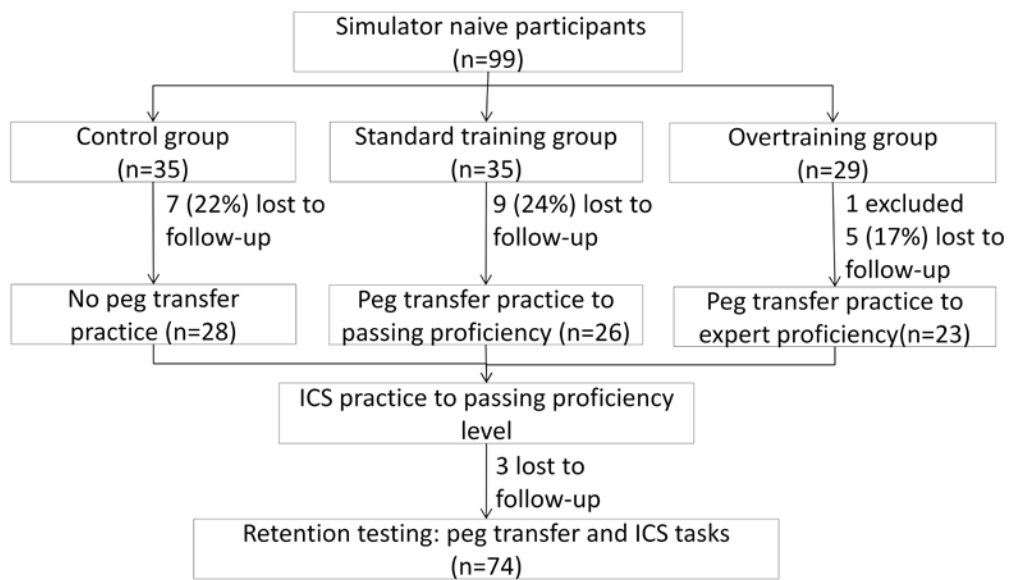 Simulator naive participants
(n=99)
Control group
(n=35)
Standard training group
(n=35)
Overtraining group
(n=29)
7 (22%) lost to
follow-up
9 (24%) lost to
follow-up
1 excluded
5 (17%) lost to
follow-up
No peg transfer
practice (n=28)
Peg transfer practice to
passing proficiency (n=26)
Peg transfer practice to
expert proficiency(n=23)
ICS practice to passing proficiency
level
3 lost to
follow-up
Retention testing: peg transfer and ICS tasks
(n=74)